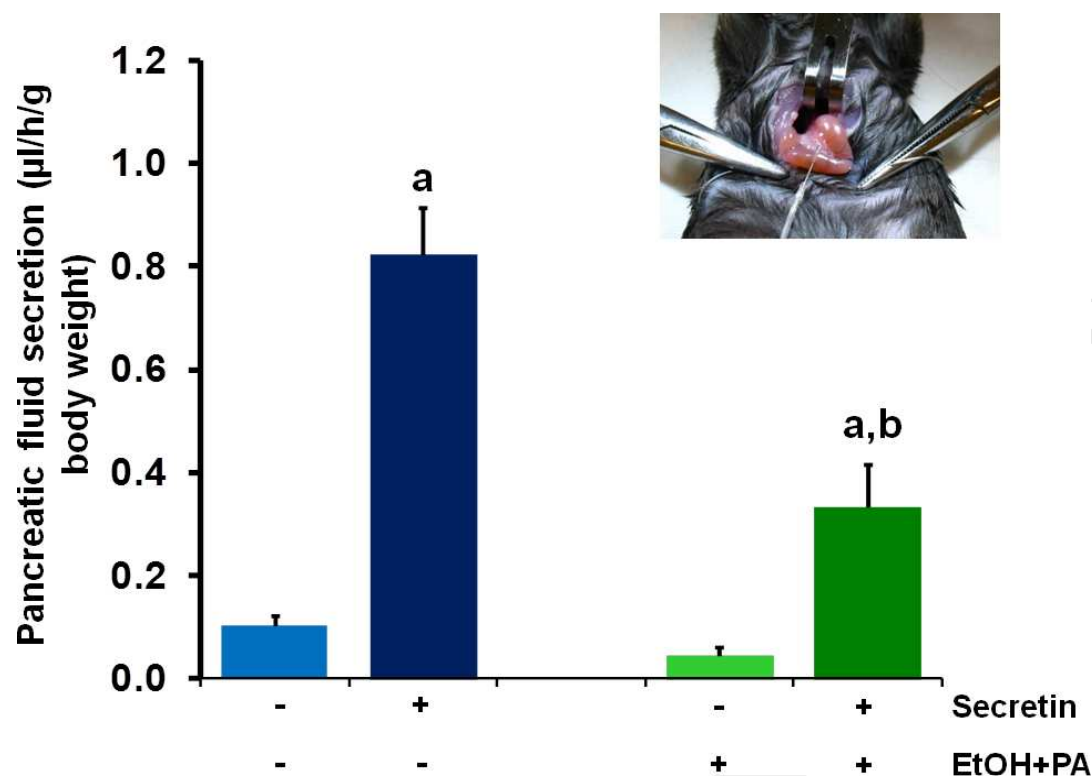 Pancreatic fluid secretion (µl/h/g
body weight)
1.2
1.0
0.8
0.6
0.4
0.2
0.0
a
a,b
- + - + Secretin
- - + + EtOH+PA